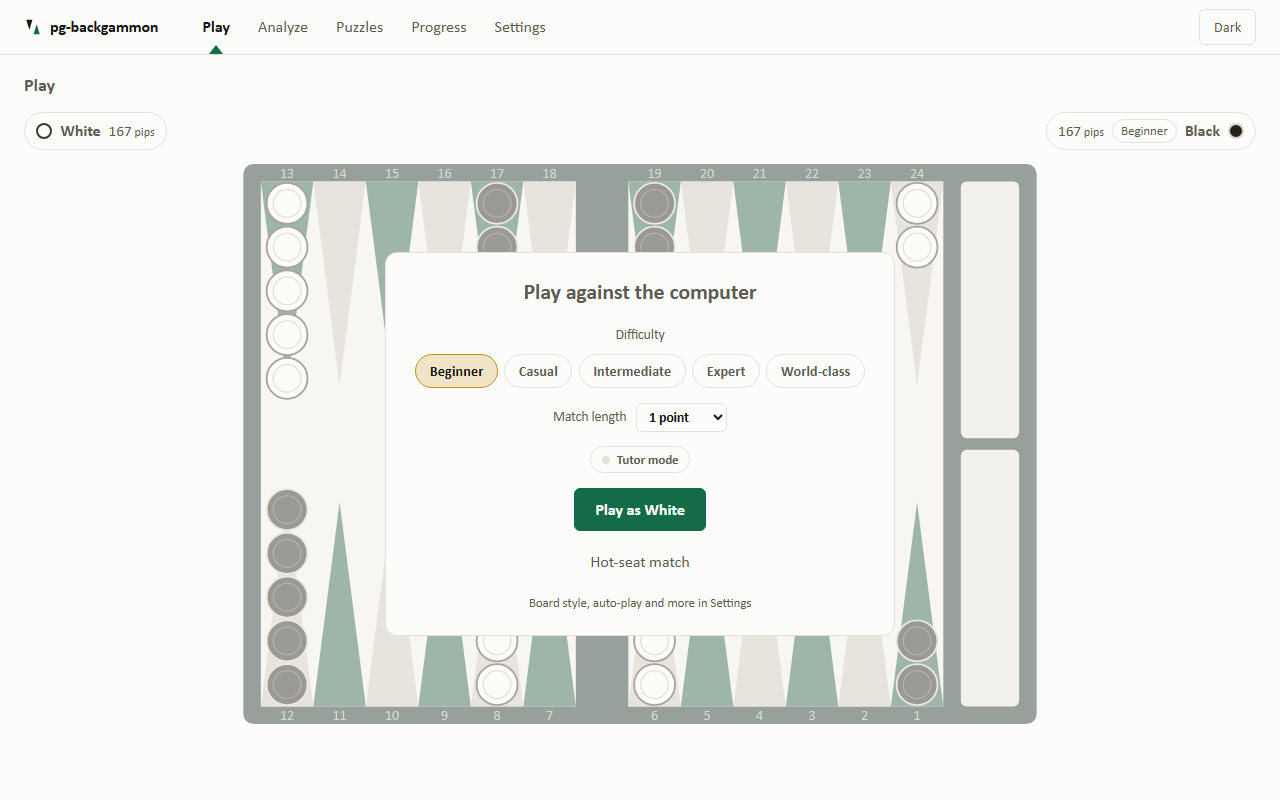 pg-backgammon Play Analyze Puzzles Progress Settings Dark
Play
White 167 pips
167 pips Beginner Black
13 14 15 16 17 18 19 20 21 22 23 24
Play against the computer
Difficulty
Beginner Casual Intermediate Expert World-class
Match length 1 point
Tutor mode
Play as White
Hot-seat match
Board style, auto-play and more in Settings
12 11 10 9 8 7 6 5 4 3 2 1